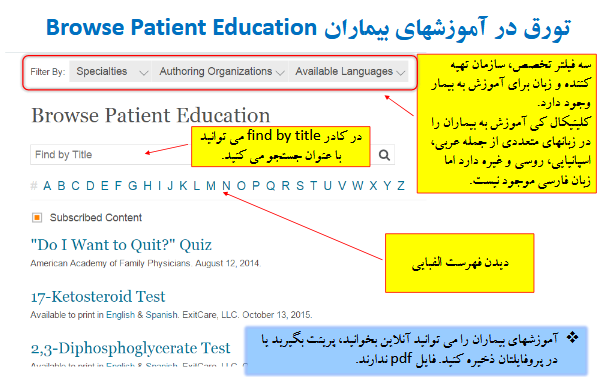 تورق در آموزشهای بیماران Browse Patient Education
Filter By: Specialties Authoring Organizations Available Languages
سه فیلتر تخصص، سازمان تهیه
کننده و زبان برای آموزش به بیمار
وجود دارد.
کلینیکال کی آموزش به بیماران را
در زبانهای متعددی از جمله عربی،
اسپانیایی، روسی و غیره دارد اما
زبان فارسی موجود نیست.
Browse Patient Education
در کادر find by title می توانید
با عنوان جستجو می کنید.
Find by Title
# A B C D E F G H I J K L M N O P Q R S T U V W X Y Z
Subscribed Content
"Do I Want to Quit?" Quiz
American Academy of Family Physicians. August 12, 2014.
دیدن فهرست الفبایی
17-Ketosteroid Test
Available to print in English & Spanish. ExitCare, LLC. October 13, 2015.
2,3-Diphosphoglycerate Test
Available to print in English & Spanish. ExitCare, LLC.
❖ آموزشهای بیماران را می توانید آنلاین بخوانید، پرینت بگیرید یا
در پروفایلتان ذخیره کنید. فایل pdf ندارند.